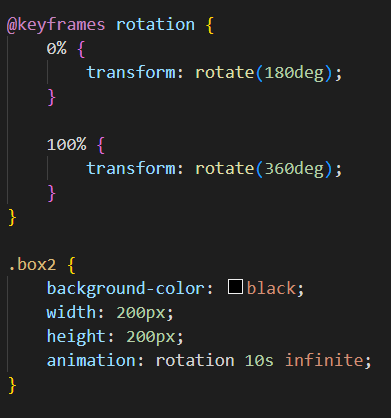 @keyframes rotation {
    0% {
        transform: rotate(180deg);
    }

    100% {
        transform: rotate(360deg);
    }
}

.box2 {
    background-color: black;
    width: 200px;
    height: 200px;
    animation: rotation 10s infinite;
}